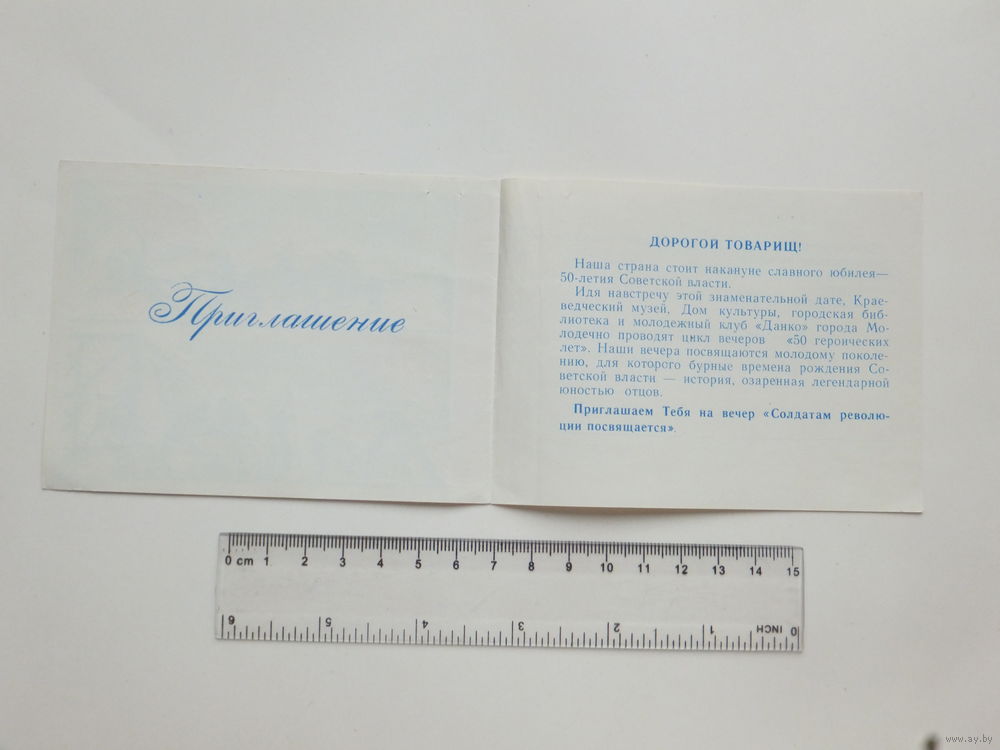 Приглашение
ДОРОГОЙ ТОВАРИЩ!
Наша страна стоит накануне славного юбилея—
50-летия Советской власти.
Идя навстречу этой знаменательной дате, Крае-
ведческий музей, Дом культуры, городская биб-
лиотека и молодежный клуб «Данко» города Мо-
лодечно проводят цикл вечеров «50 героических
лет». Наши вечера посвящаются молодому поколе-
нию, для которого бурные времена рождения Со-
ветской власти — история, озаренная легендарной
юностью отцов.
Приглашаем Тебя на вечер «Солдатам револю-
ции посвящается».
0 cm 1 2 3 4 5 6 7 8 9 10 11 12 13 14 15
6 5 4 3 2 1 INCH 0
www.ay.by